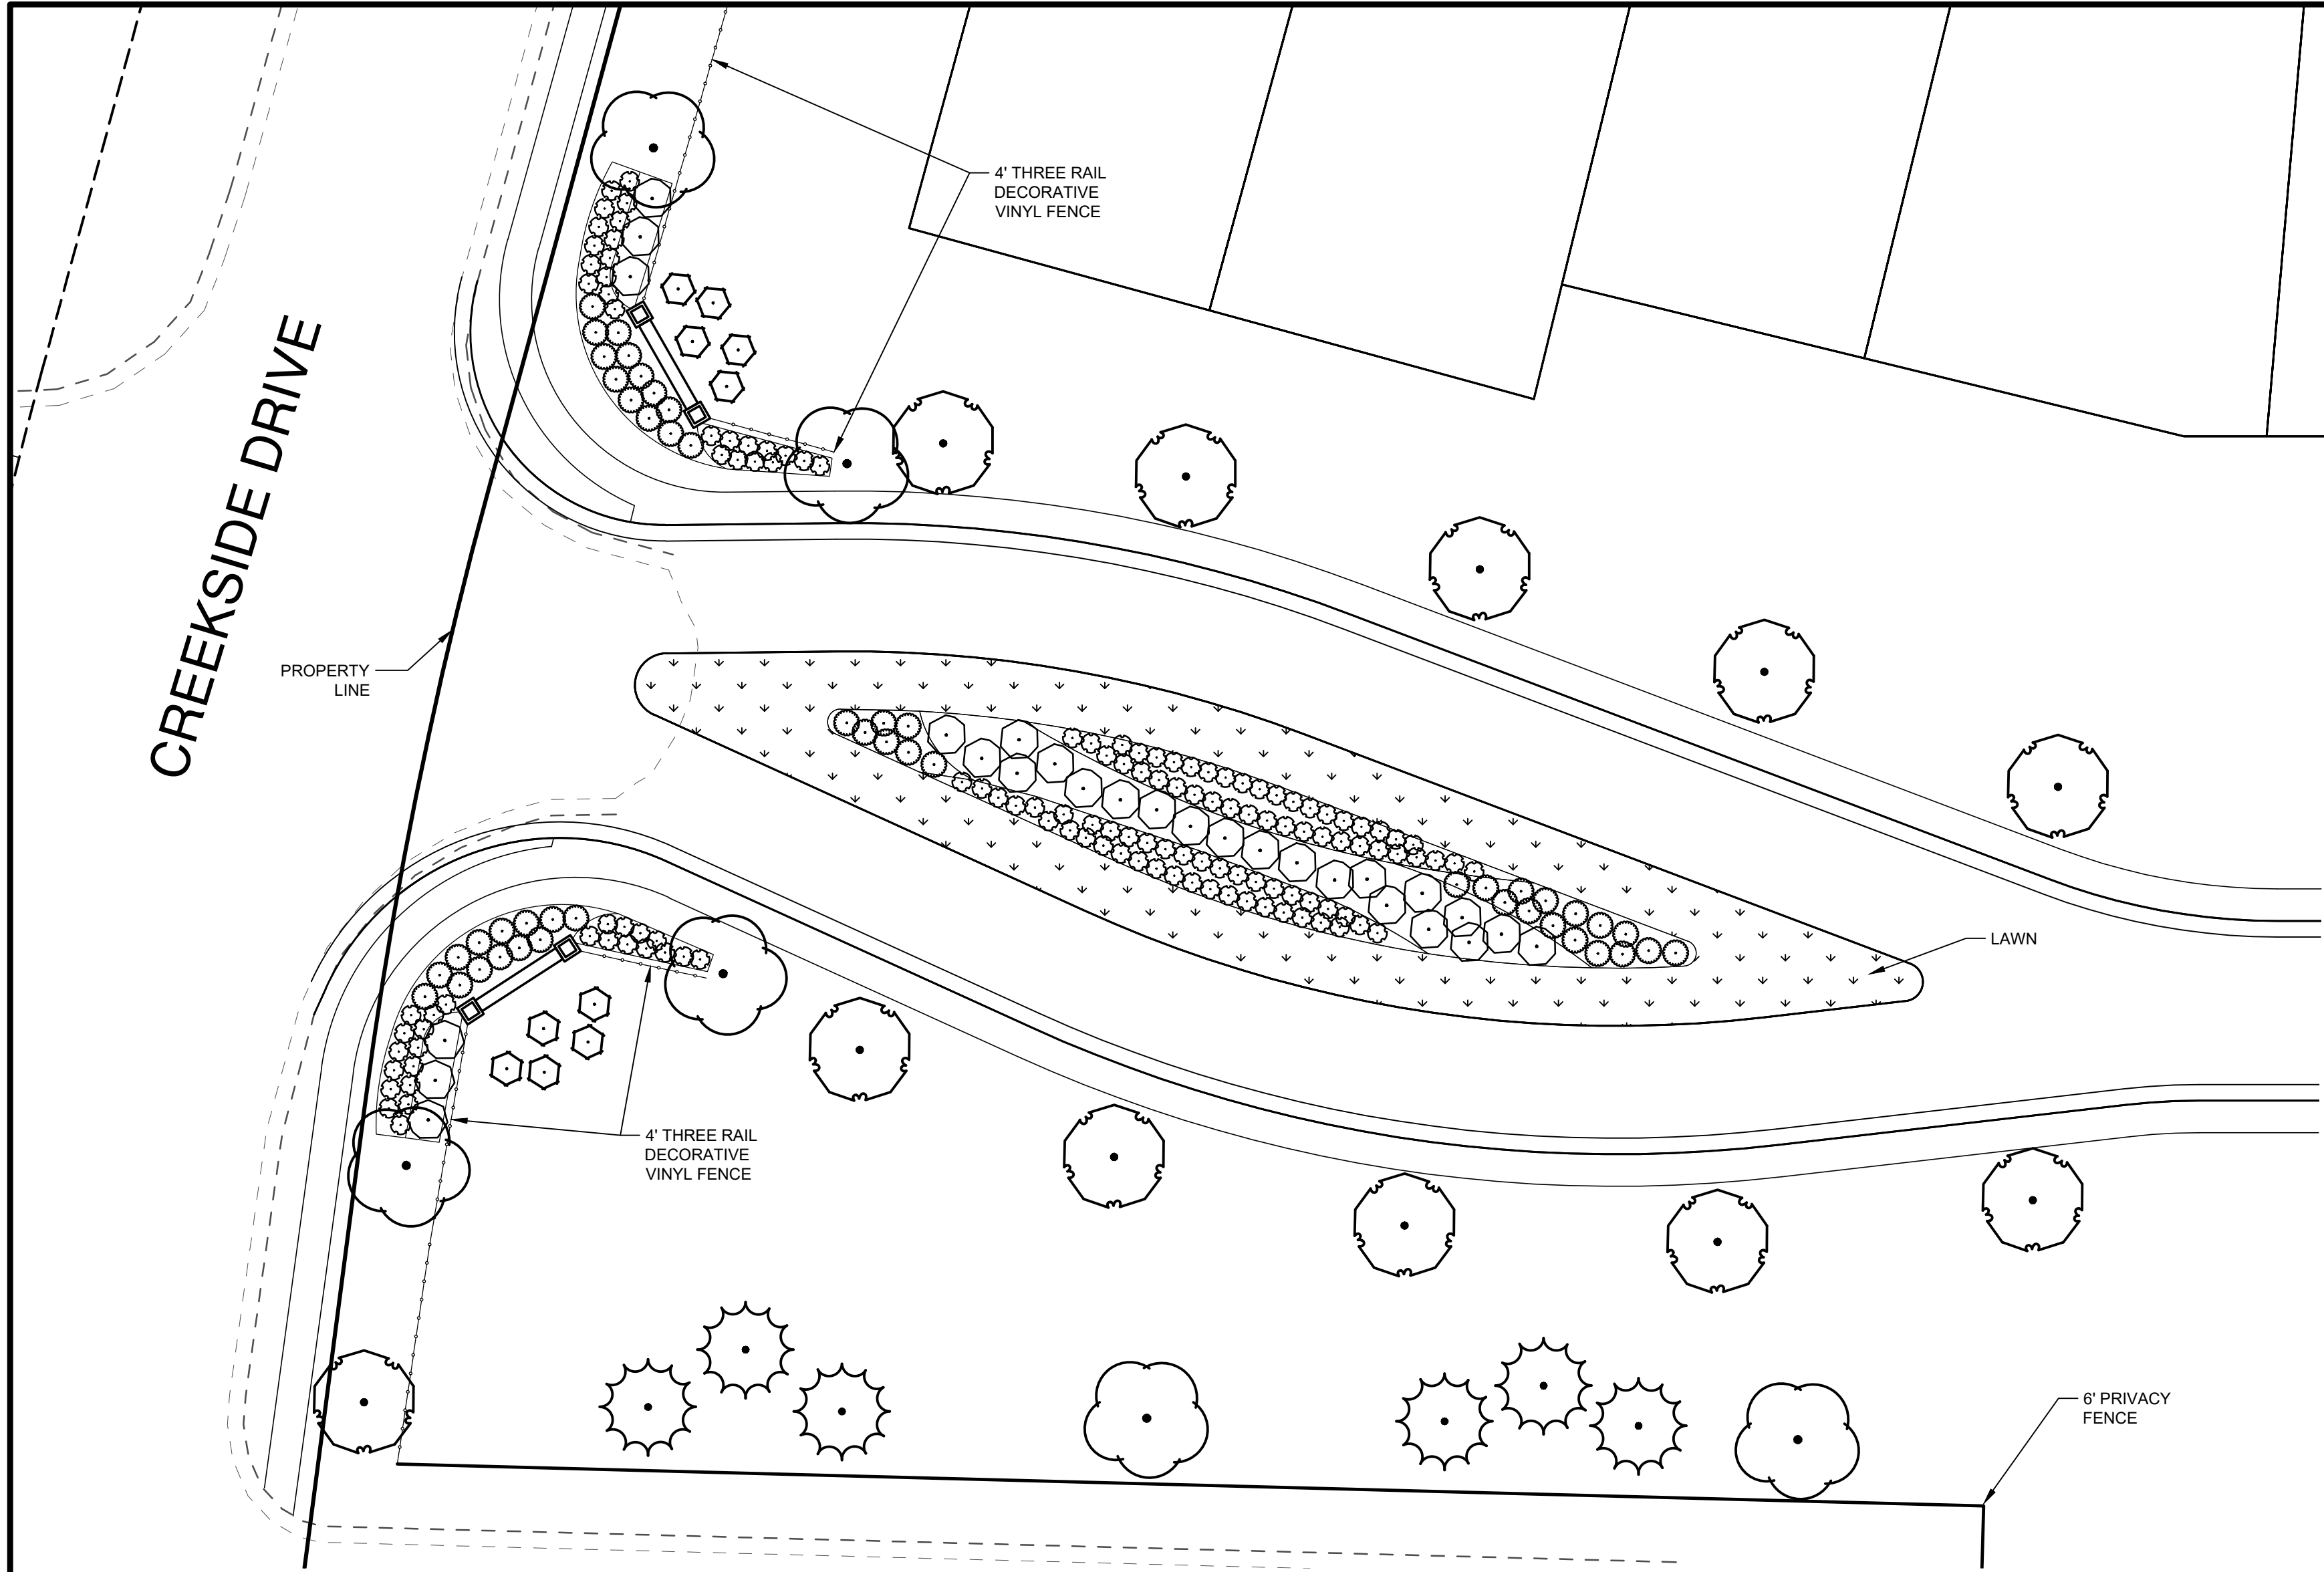 4' THREE RAIL
DECORATIVE
VINYL FENCE
CREEKSIDE DRIVE
PROPERTY
LINE
LAWN
4' THREE RAIL
DECORATIVE
VINYL FENCE
6' PRIVACY
FENCE